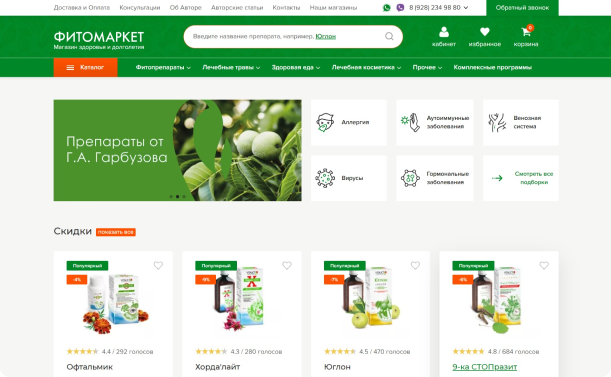 Доставка и Оплата Консультации Об Авторе Авторские статьи Контакты Наши магазины 8 (928) 234 98 80 Обратный звонок
ФИТОМАРКЕТ
Магазин здоровья и долголетия
Введите название препарата, например, Юглон
кабинет избранное корзина
Каталог Фитопрепараты Лечебные травы Здоровая еда Лечебная косметика Прочее Комплексные программы
Препараты от
Г.А. Гарбузова
Аллергия
Аутоиммунные
заболевания
Венозная
система
Вирусы
Гормональные
заболевания
Смотреть все
подборки
Скидки показать все
Популярный Популярный Популярный Популярный
-4% -9% -7% -6%
4.4 / 292 голосов 4.3 / 280 голосов 4.5 / 470 голосов 4.8 / 684 голосов
Офтальмик Хорда'лайт Юглон 9-ка СТОПразит